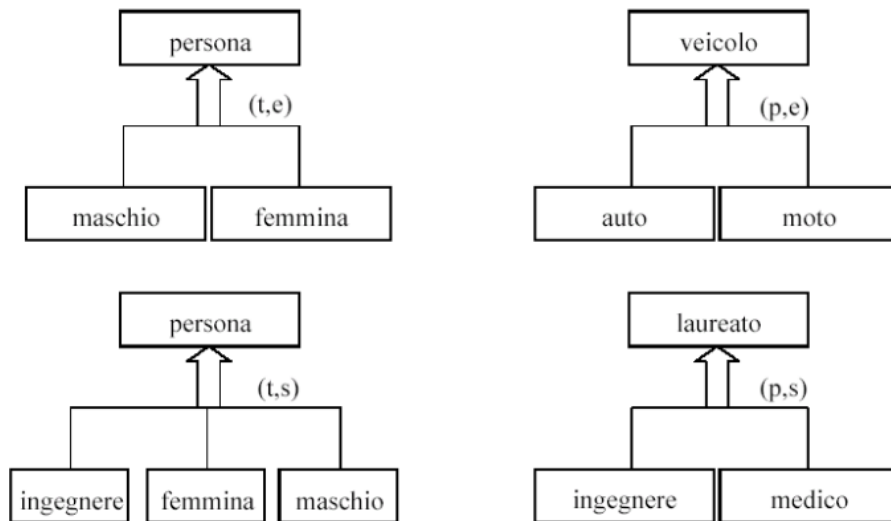 persona
(t,e)
maschio
femmina
veicolo
(p,e)
auto
moto
persona
(t,s)
ingegnere
femmina
maschio
laureato
(p,s)
ingegnere
medico